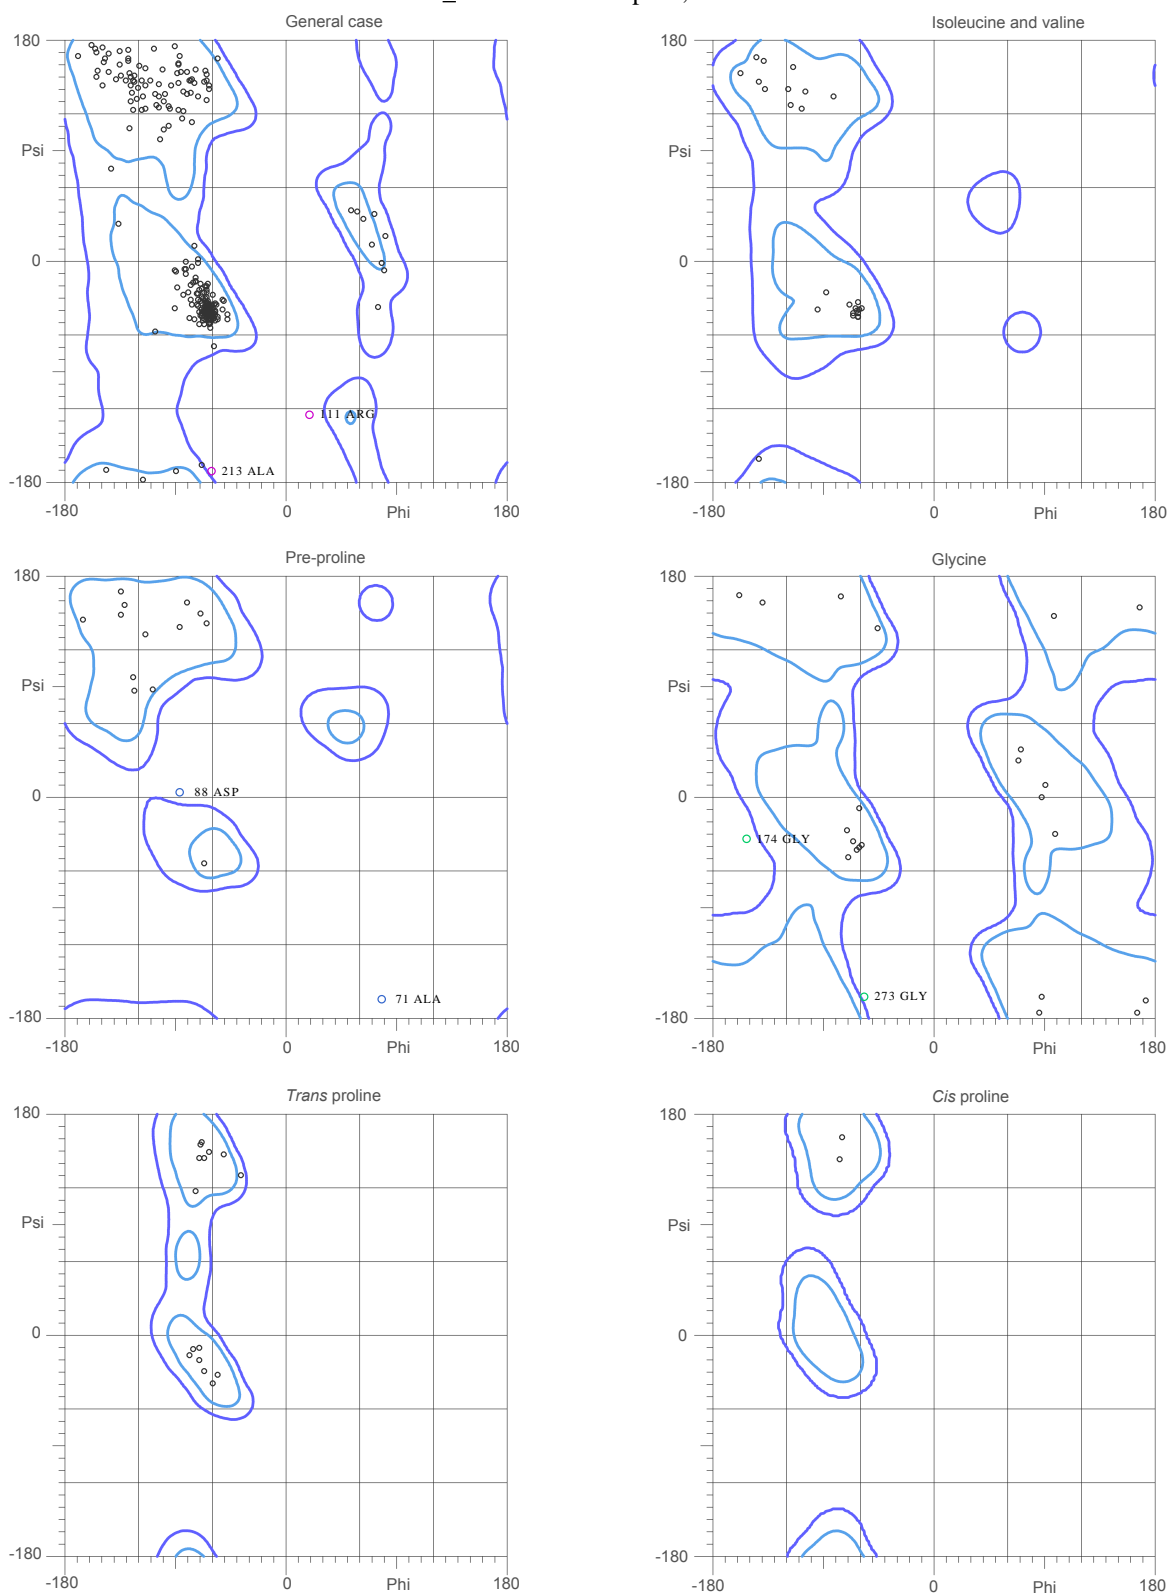 General case
Isoleucine and valine
180
Psi
0
111 ARG
213 ALA
-180
-180
0
Phi
180
180
Psi
0
-180
-180
0
Phi
180
Pre-proline
Glycine
180
Psi
0
88 ASP
71 ALA
-180
-180
0
Phi
180
180
Psi
0
174 GLY
273 GLY
-180
-180
0
Phi
180
Trans proline
Cis proline
180
Psi
0
-180
-180
0
Phi
180
180
Psi
0
-180
-180
0
Phi
180